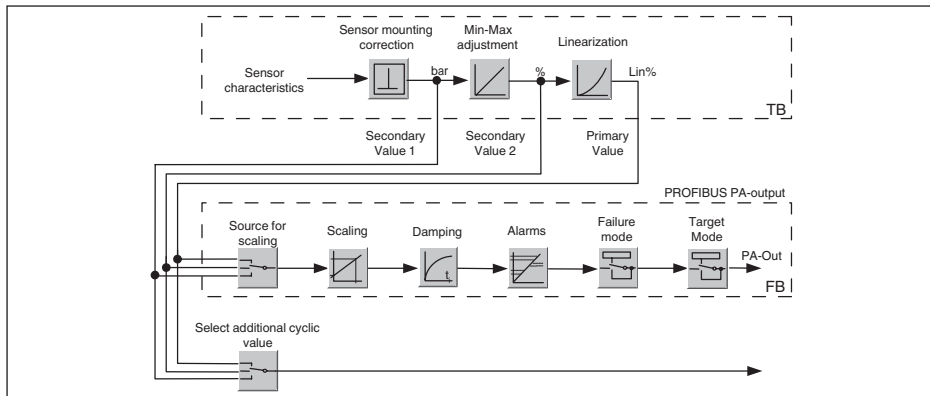 Sensor mounting
correction
Min-Max
adjustment
Linearization
Sensor
characteristics
bar
%
Lin%
TB
Secondary
Value 1
Secondary
Value 2
Primary
Value
PROFIBUS PA-output
Source for
scaling
Scaling
Damping
Alarms
Failure
mode
Target
Mode
PA-Out
t
FB
Select additional cyclic
value